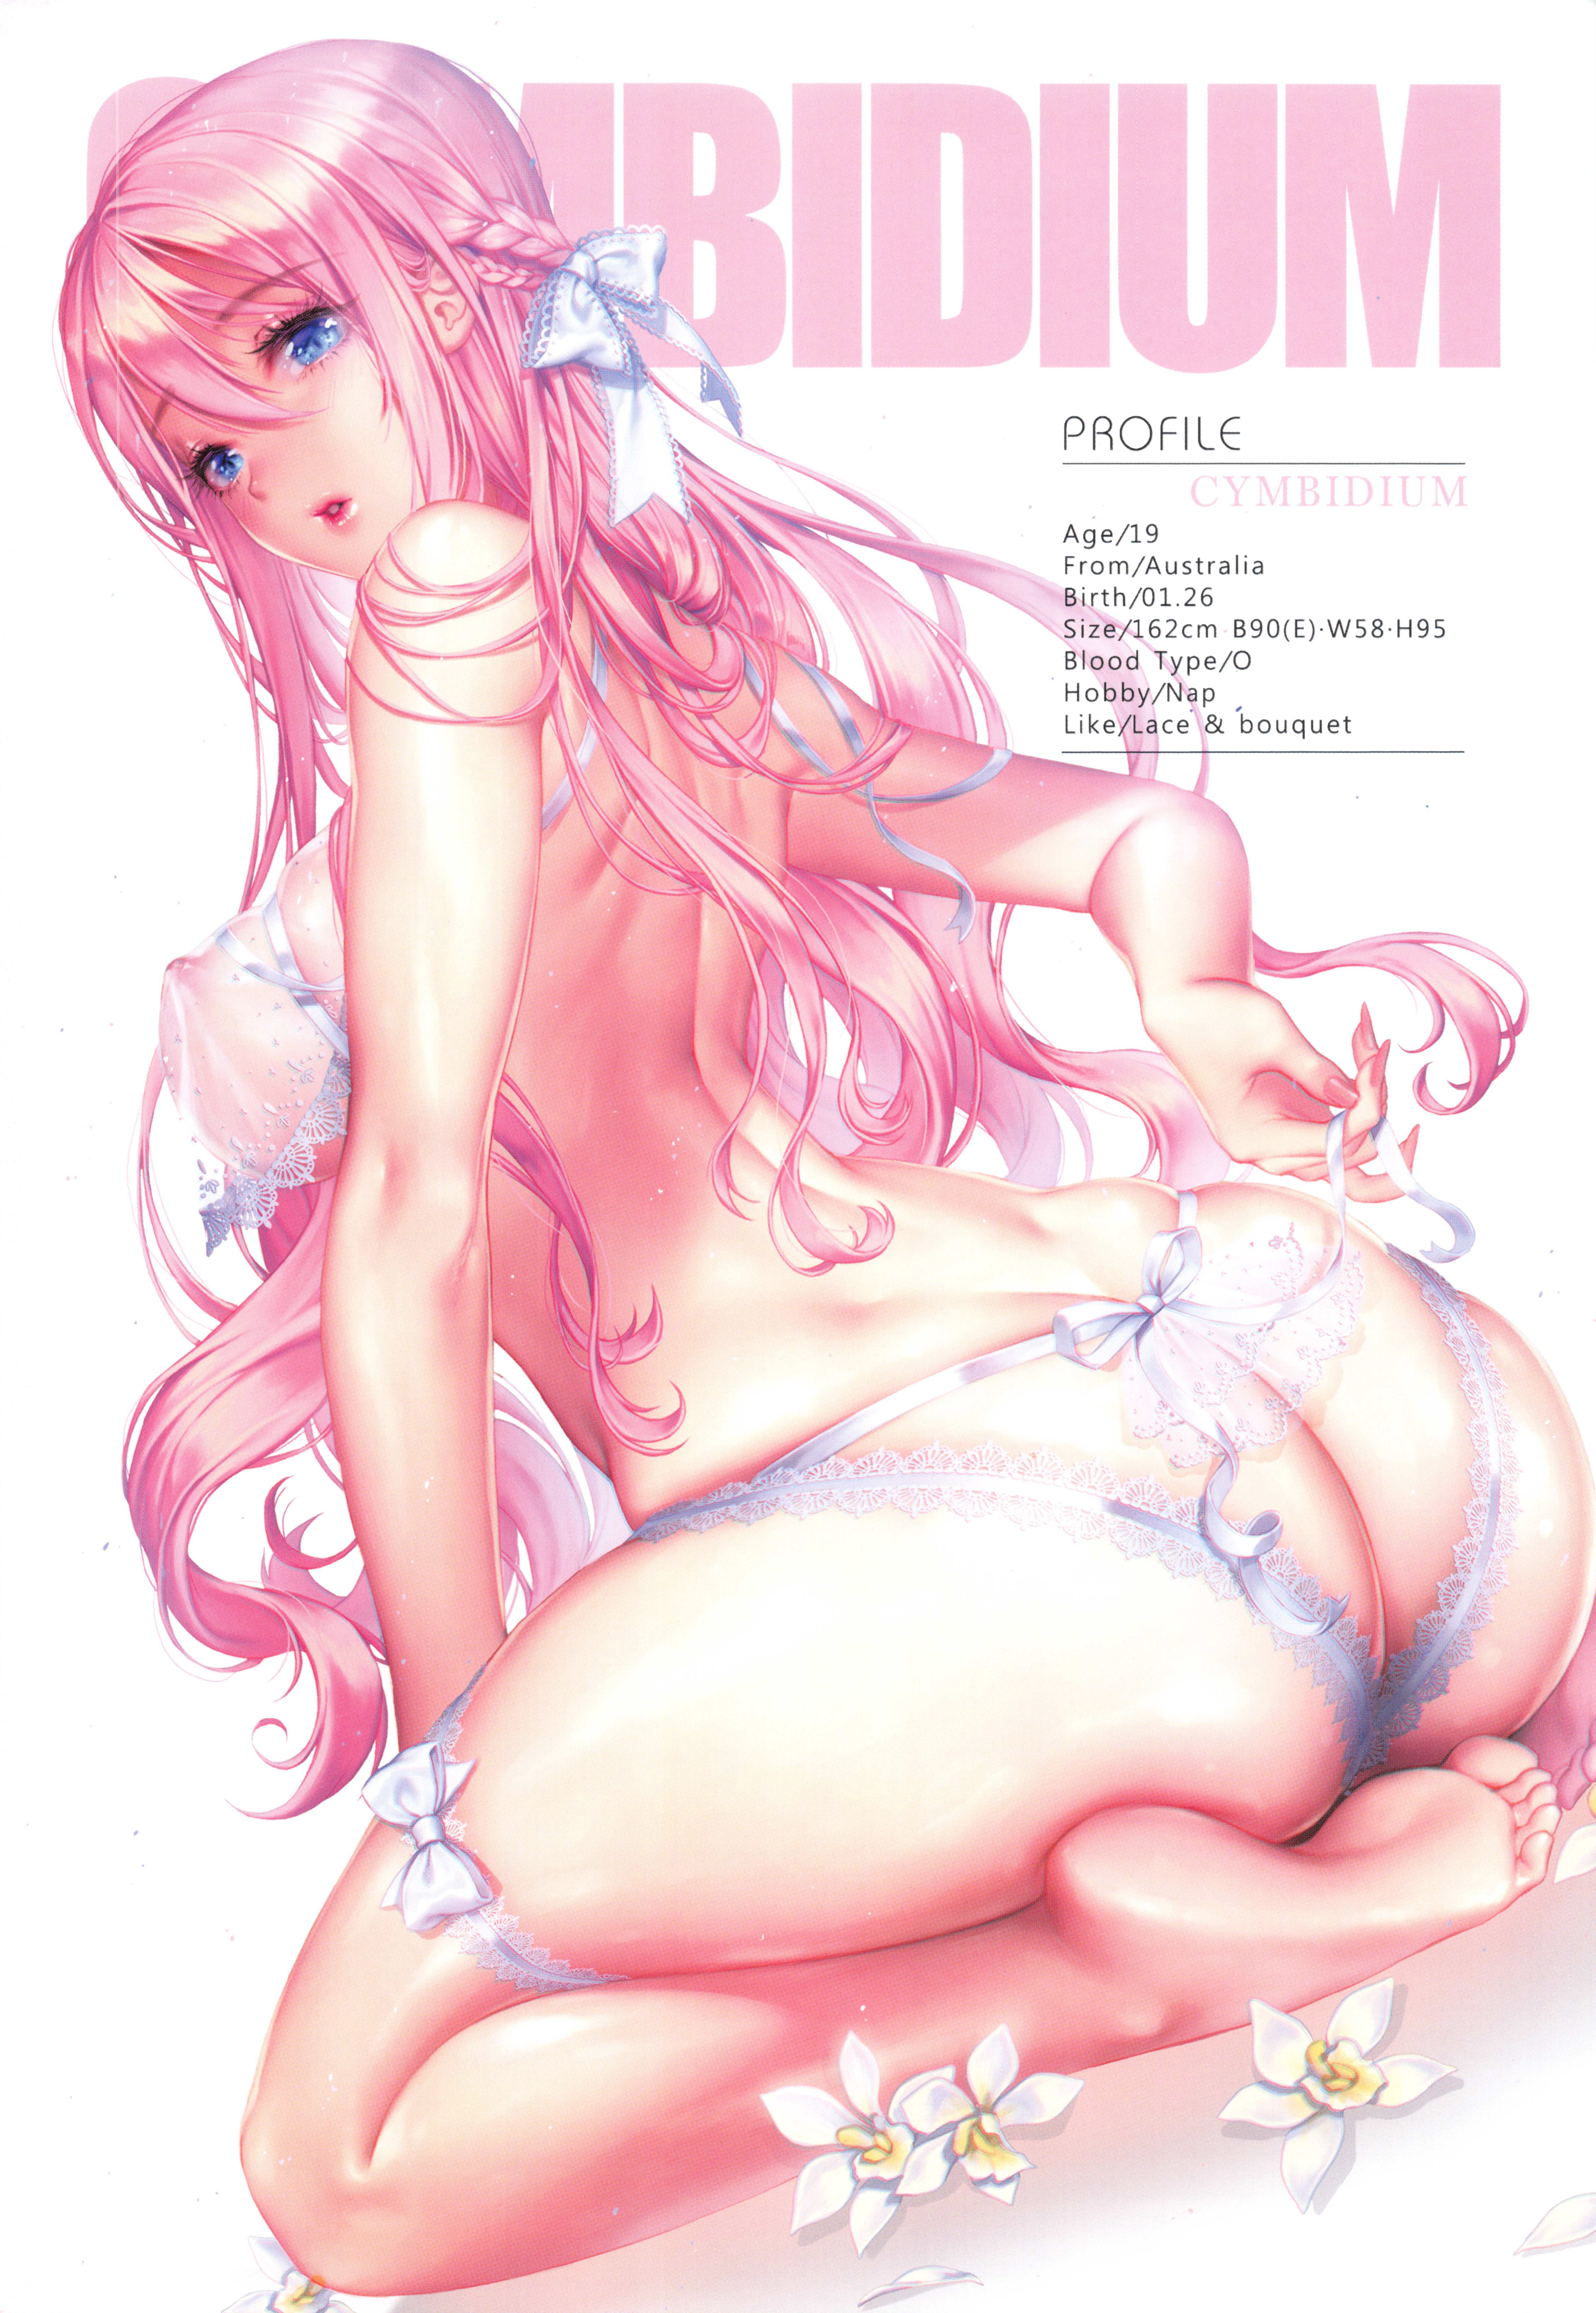 CYMBIDIUM
PROFILE
CYMBIDIUM
Age/19
From/Australia
Birth/01.26
Size/162cm B90(E)·W58·H95
Blood Type/O
Hobby/Nap
Like/Lace & bouquet